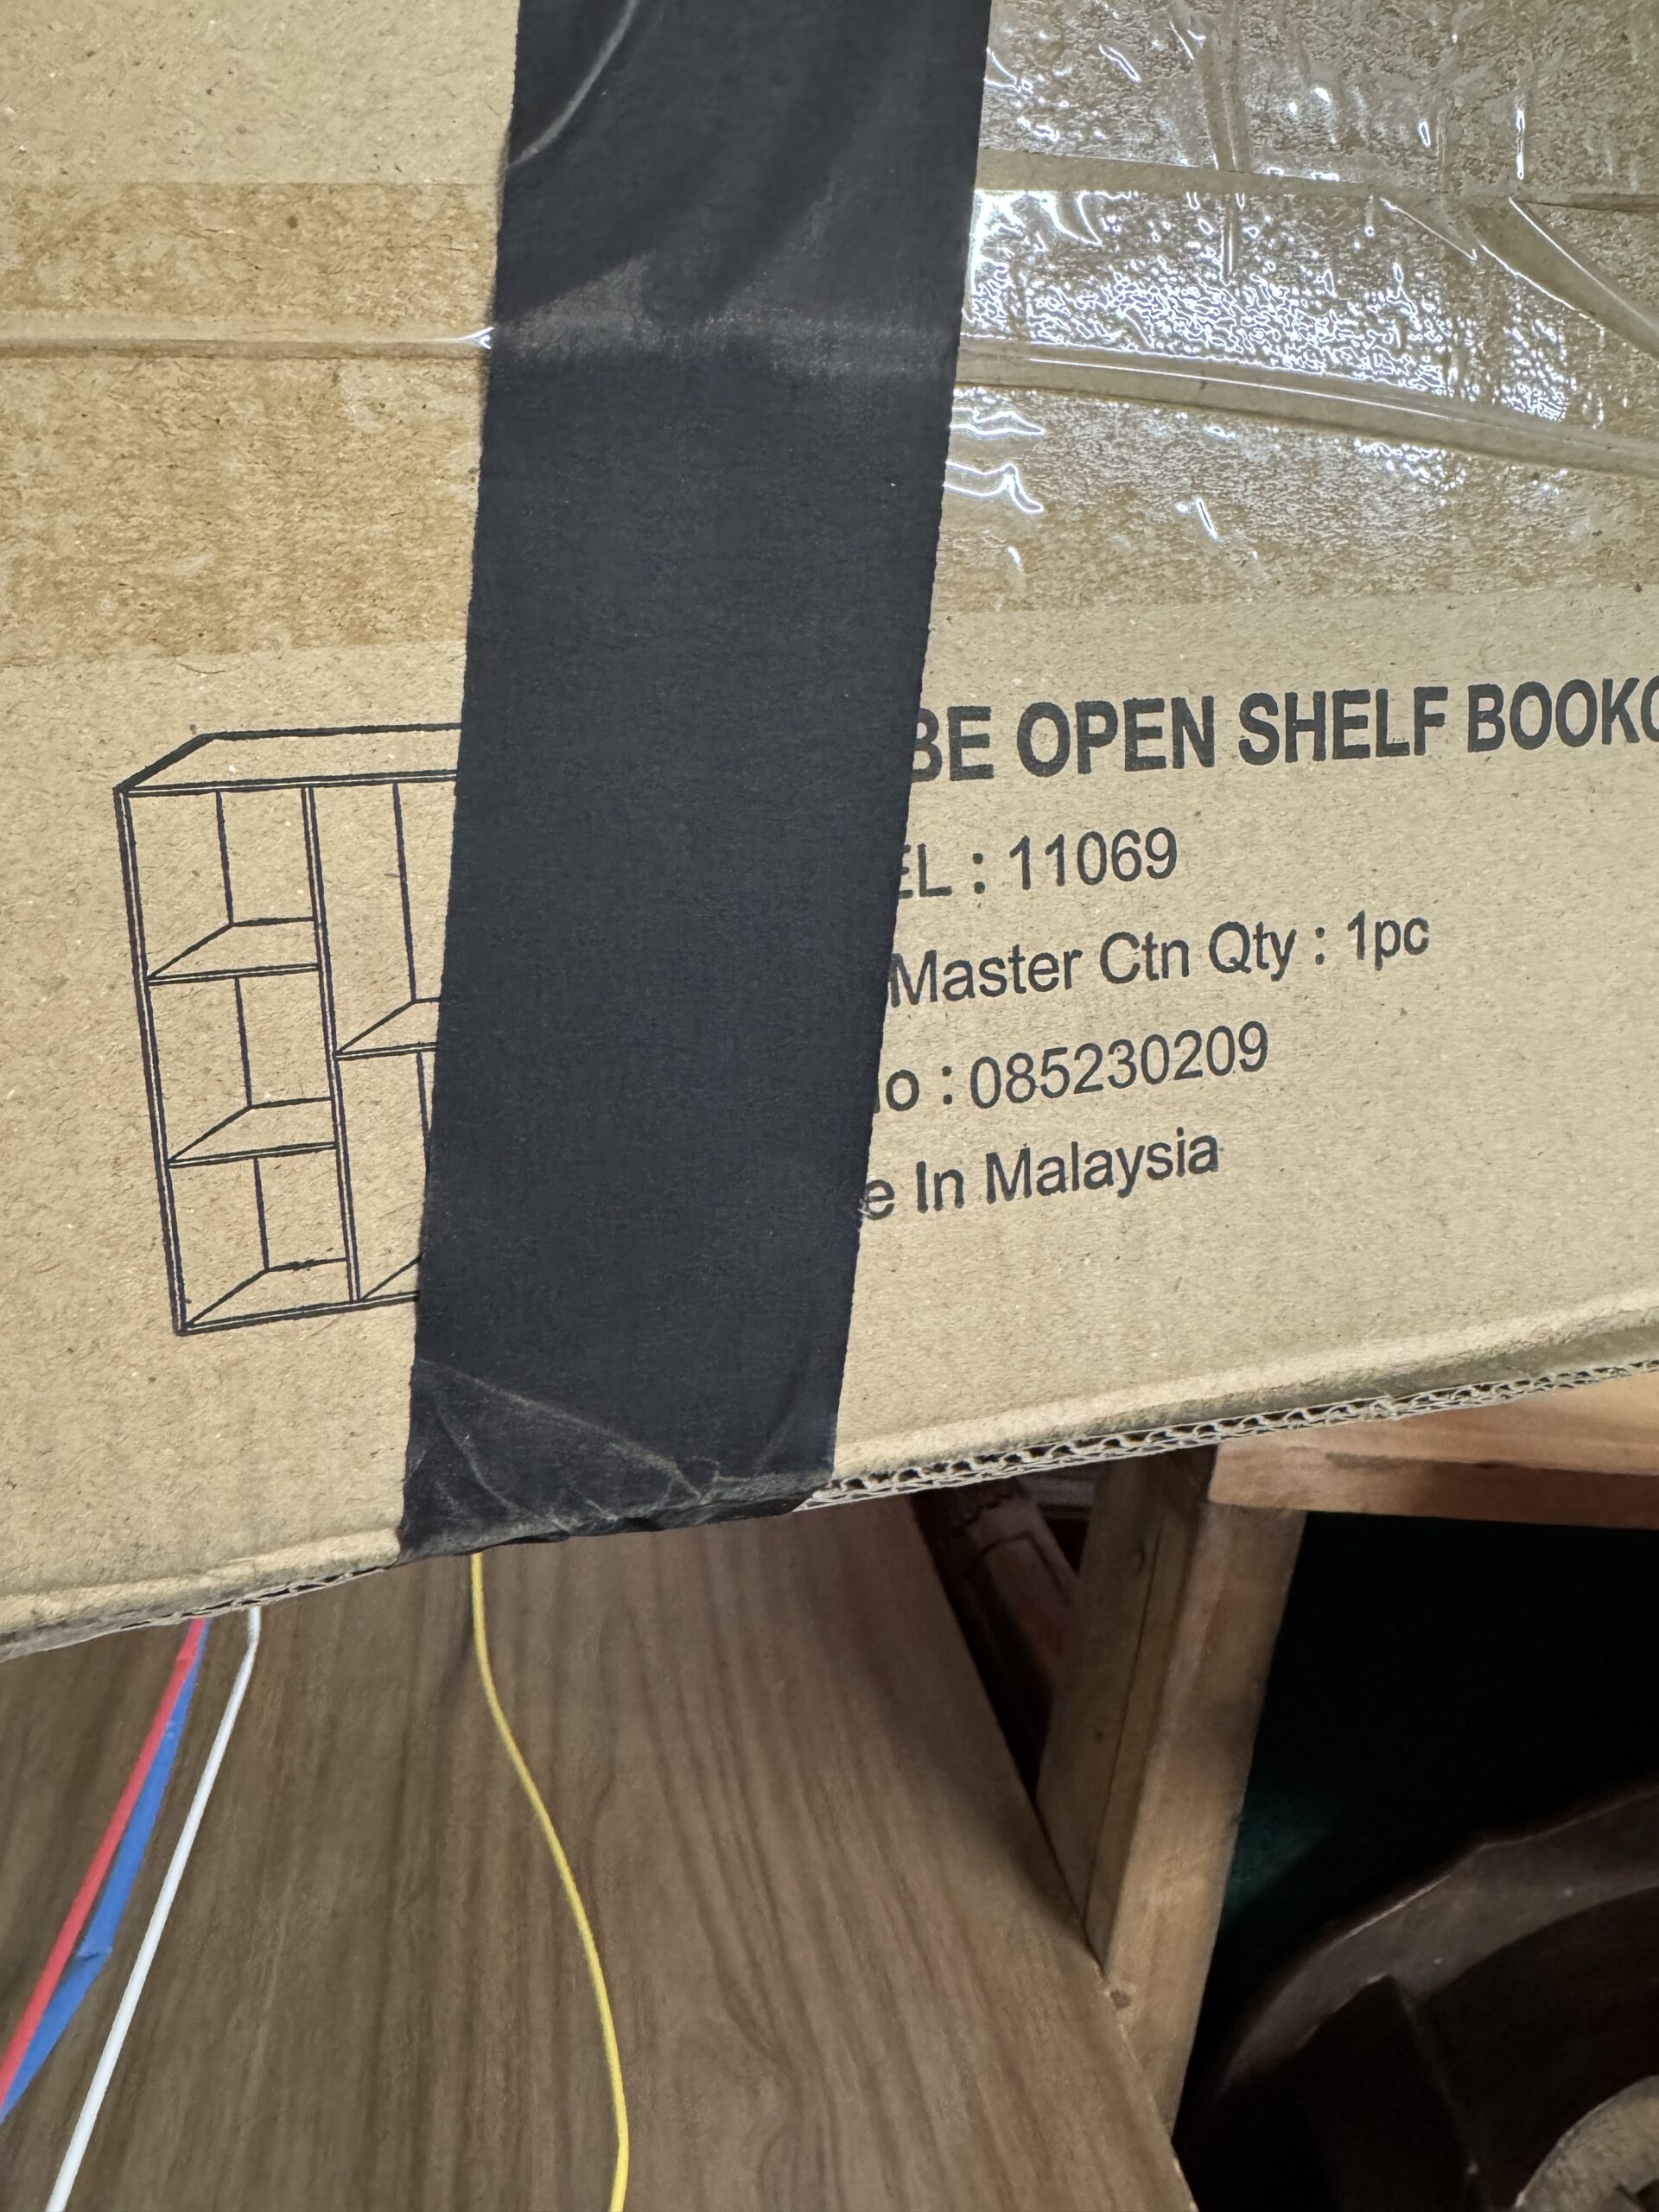 BE OPEN SHELF BOOKC
EL : 11069
Master Ctn Qty : 1pc
o : 085230209
e In Malaysia